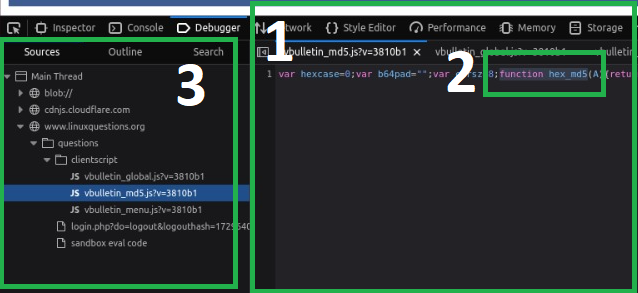 Inspector Console Debugger Network Style Editor Performance Memory Storage
1
Sources Outline Search
vbulletin_md5.js?v=3810b1 vbulletin_global.js?v=3810b1 vbulletin
3
2
Main Thread
1 var hexcase=0;var b64pad="";var 8;function hex_md5(A){retu
blob://
cdnjs.cloudflare.com
www.linuxquestions.org
questions
clientscript
JS vbulletin_global.js?v=3810b1
JS vbulletin_md5.js?v=3810b1
JS vbulletin_menu.js?v=3810b1
login.php?do=logout&logouthash=1729640
sandbox eval code